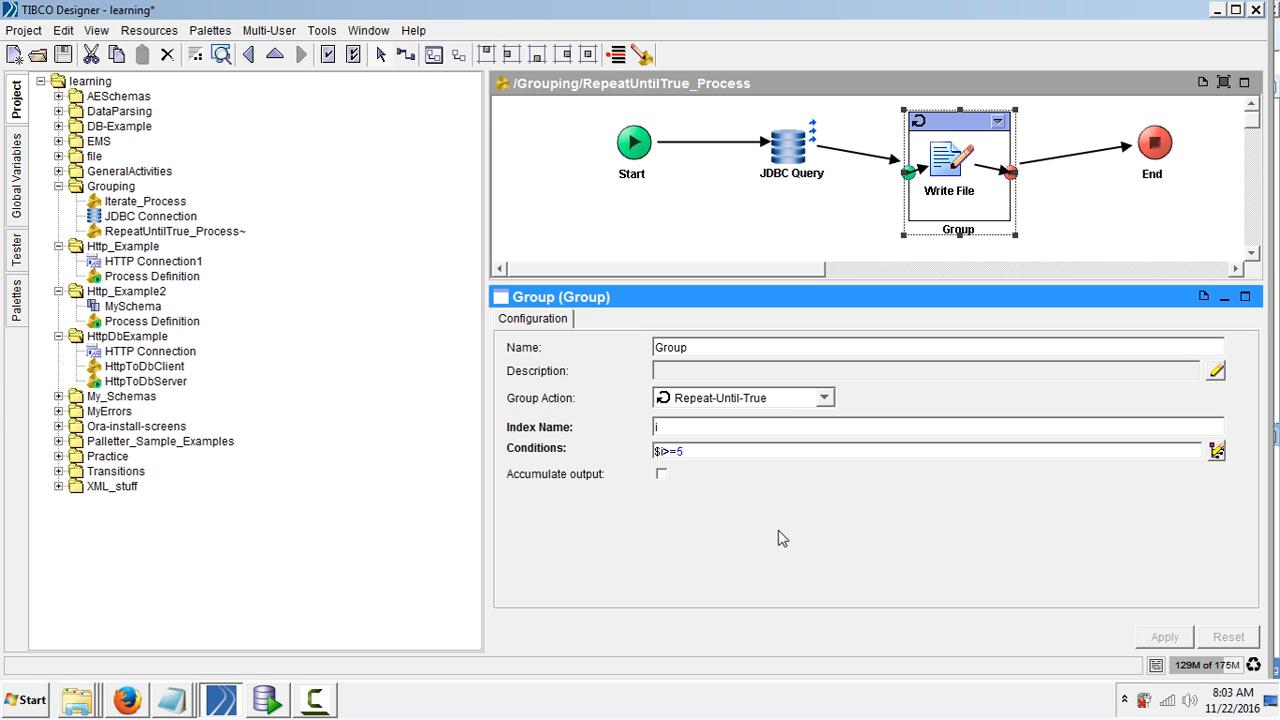 TIBCO Designer - learning*
Project Edit View Resources Palettes Multi-User Tools Window Help
Project
Global Variables
Tester
Palettes
learning
AESchemas
DataParsing
DB-Example
EMS
file
GeneralActivities
Grouping
Iterate_Process
JDBC Connection
RepeatUntilTrue_Process~
Http_Example
HTTP Connection1
Process Definition
Http_Example2
MySchema
Process Definition
HttpDbExample
HTTP Connection
HttpToDbClient
HttpToDbServer
My_Schemas
MyErrors
Ora-install-screens
Palletter_Sample_Examples
Practice
Transitions
XML_stuff
/Grouping/RepeatUntilTrue_Process
Start
JDBC Query
Write File
Group
End
Group (Group)
Configuration
Name: Group
Description:
Group Action: Repeat-Until-True
Index Name: i
Conditions: $i>=5
Accumulate output:
Apply Reset
129M of 175M
Start
8:03 AM
11/22/2016